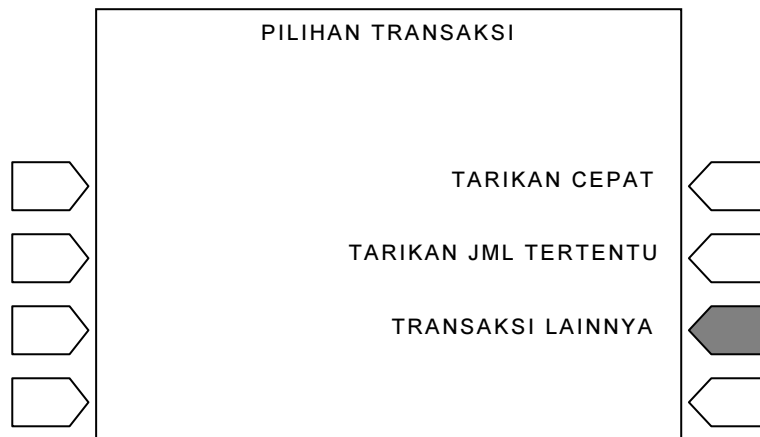 PILIHAN TRANSAKSI
TARIKAN CEPAT
TARIKAN JML TERTENTU
TRANSAKSI LAINNYA